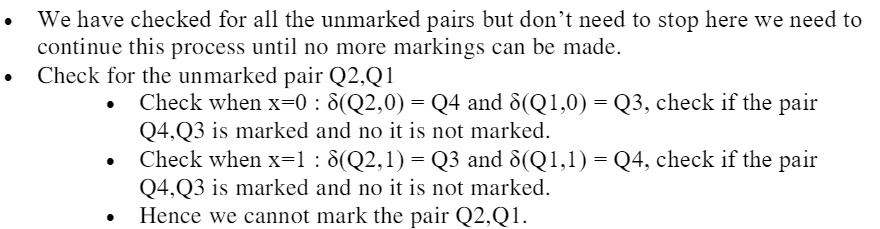 • We have checked for all the unmarked pairs but don’t need to stop here we need to
continue this process until no more markings can be made.
• Check for the unmarked pair Q2,Q1
• Check when x=0 : δ(Q2,0) = Q4 and δ(Q1,0) = Q3, check if the pair
Q4,Q3 is marked and no it is not marked.
• Check when x=1 : δ(Q2,1) = Q3 and δ(Q1,1) = Q4, check if the pair
Q4,Q3 is marked and no it is not marked.
• Hence we cannot mark the pair Q2,Q1.